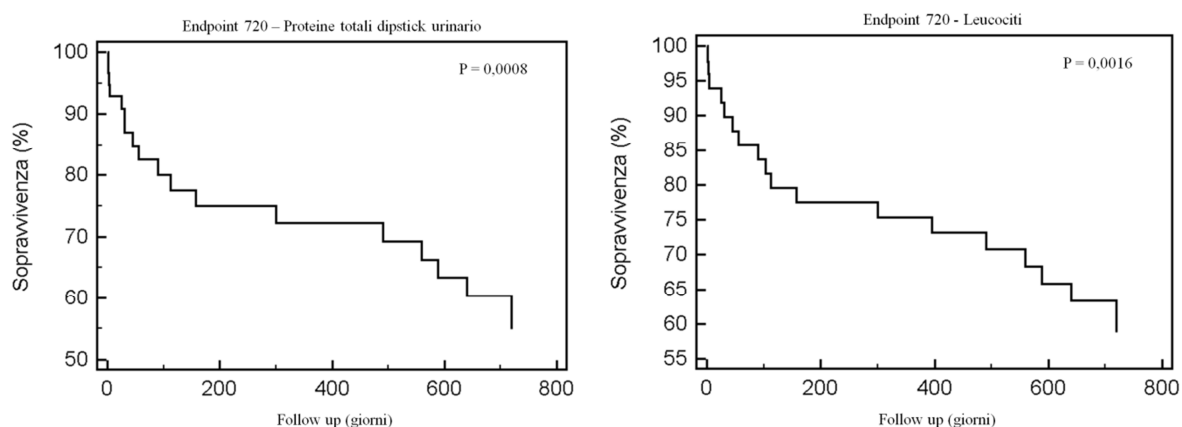 Endpoint 720 – Proteine totali dipstick urinario
P = 0,0008
Sopravvivenza (%)
100
90
80
70
60
50
0 200 400 600 800
Follow up (giorni)
Endpoint 720 - Leucociti
P = 0,0016
Sopravvivenza (%)
100
95
90
85
80
75
70
65
60
55
0 200 400 600 800
Follow up (giorni)